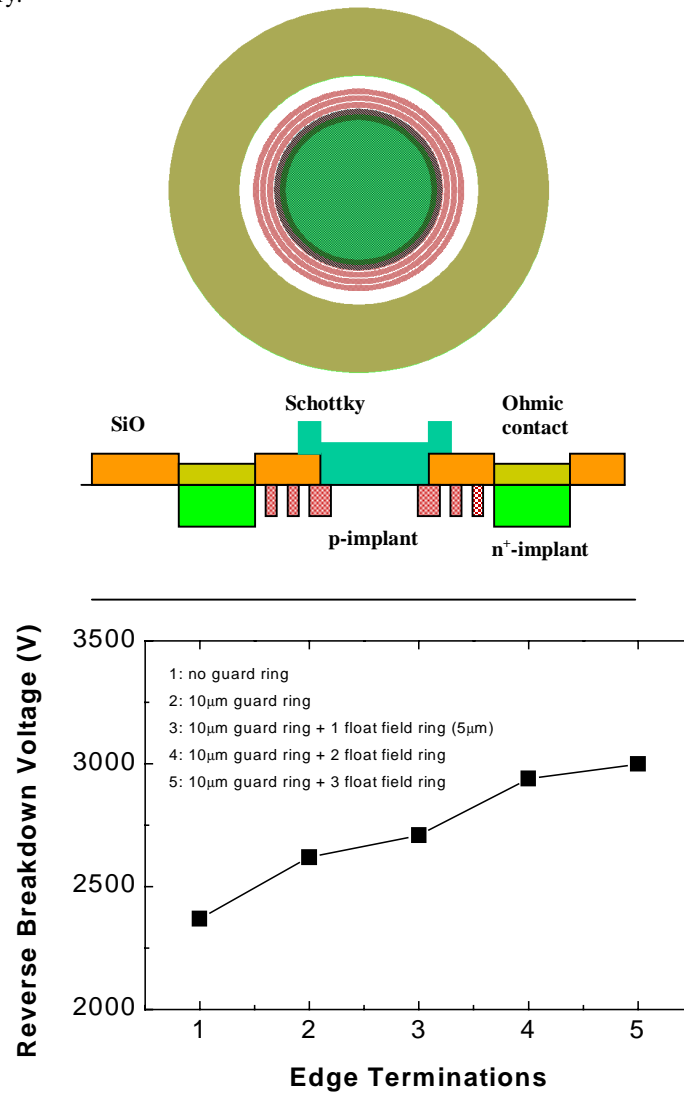 ry.
SiO
Schottky
Ohmic
contact
p-implant
n+-implant
Reverse Breakdown Voltage (V)
3500
3000
2500
2000
1: no guard ring
2: 10μm guard ring
3: 10μm guard ring + 1 float field ring (5μm)
4: 10μm guard ring + 2 float field ring
5: 10μm guard ring + 3 float field ring
1 2 3 4 5
Edge Terminations